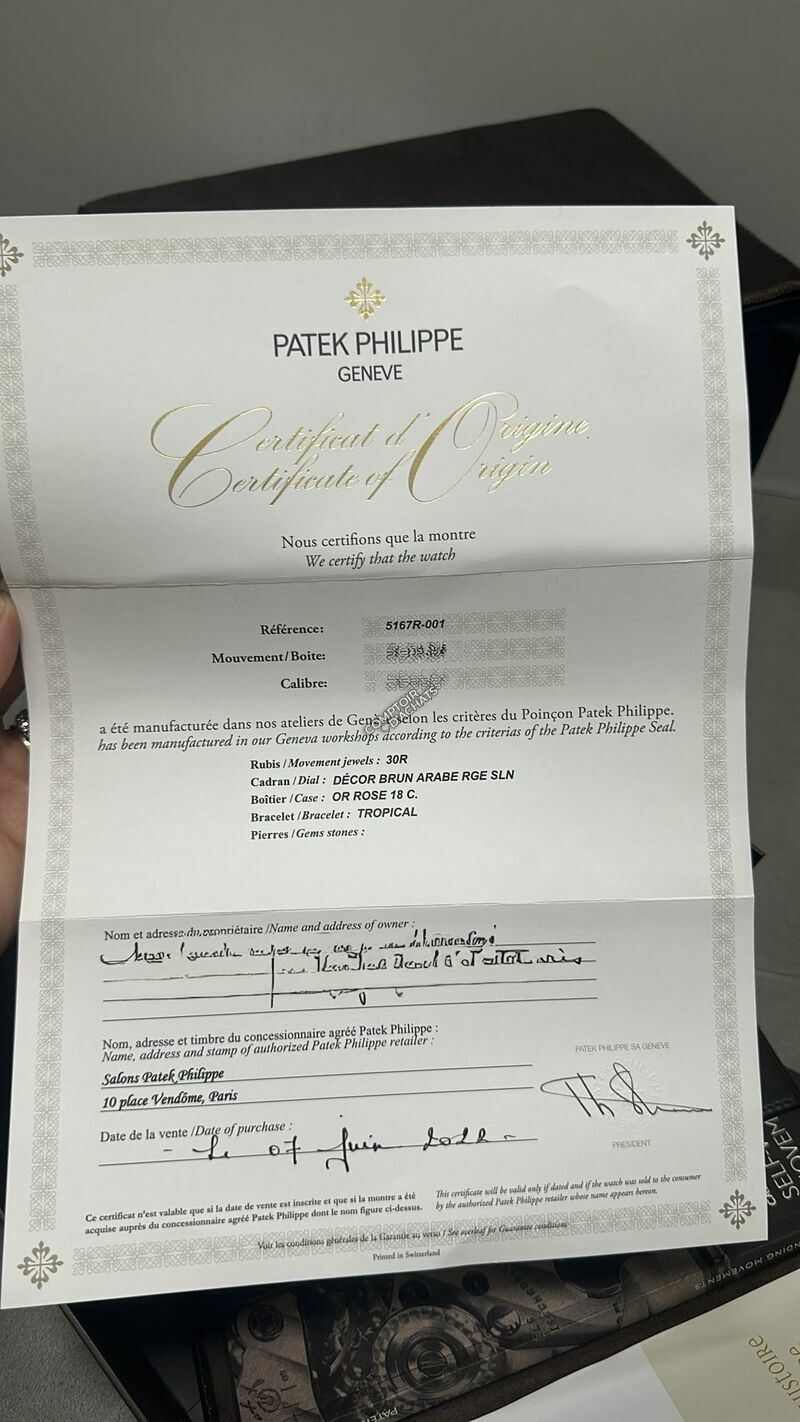 PATEK PHILIPPE
GENEVE
Certificat d'Origine
Certificate of Origin
Nous certifions que la montre
We certify that the watch
Référence: 5167R-001
Mouvement/Boite:
Calibre:
COMPTOIR
D'ACHATS
a été manufacturée dans nos ateliers de Genève selon les critères du Poinçon Patek Philippe.
has been manufactured in our Geneva workshops according to the criterias of the Patek Philippe Seal.
Rubis / Movement jewels : 30R
Cadran / Dial : DÉCOR BRUN ARABE RGE SLN
Boîtier / Case : OR ROSE 18 C.
Bracelet / Bracelet : TROPICAL
Pierres / Gems stones :
Nom et adresse du propriétaire / Name and address of owner :
Nom, adresse et timbre du concessionnaire agréé Patek Philippe :
Name, address and stamp of authorized Patek Philippe retailer :
Salons Patek Philippe
10 place Vendôme, Paris
PATEK PHILIPPE SA GENEVE
Date de la vente / Date of purchase :
- Le 07 Juin 2022 -
PRESIDENT
Ce certificat n'est valable que si la date de vente est inscrite et que si la montre a été
acquise auprès du concessionnaire agréé Patek Philippe dont le nom figure ci-dessus.
This certificate will be valid only if dated and if the watch was sold to the consumer
by the authorized Patek Philippe retailer whose name appears hereon.
Voir les conditions générales de la Garantie au verso / See overleaf for Guarantee conditions
Printed in Switzerland